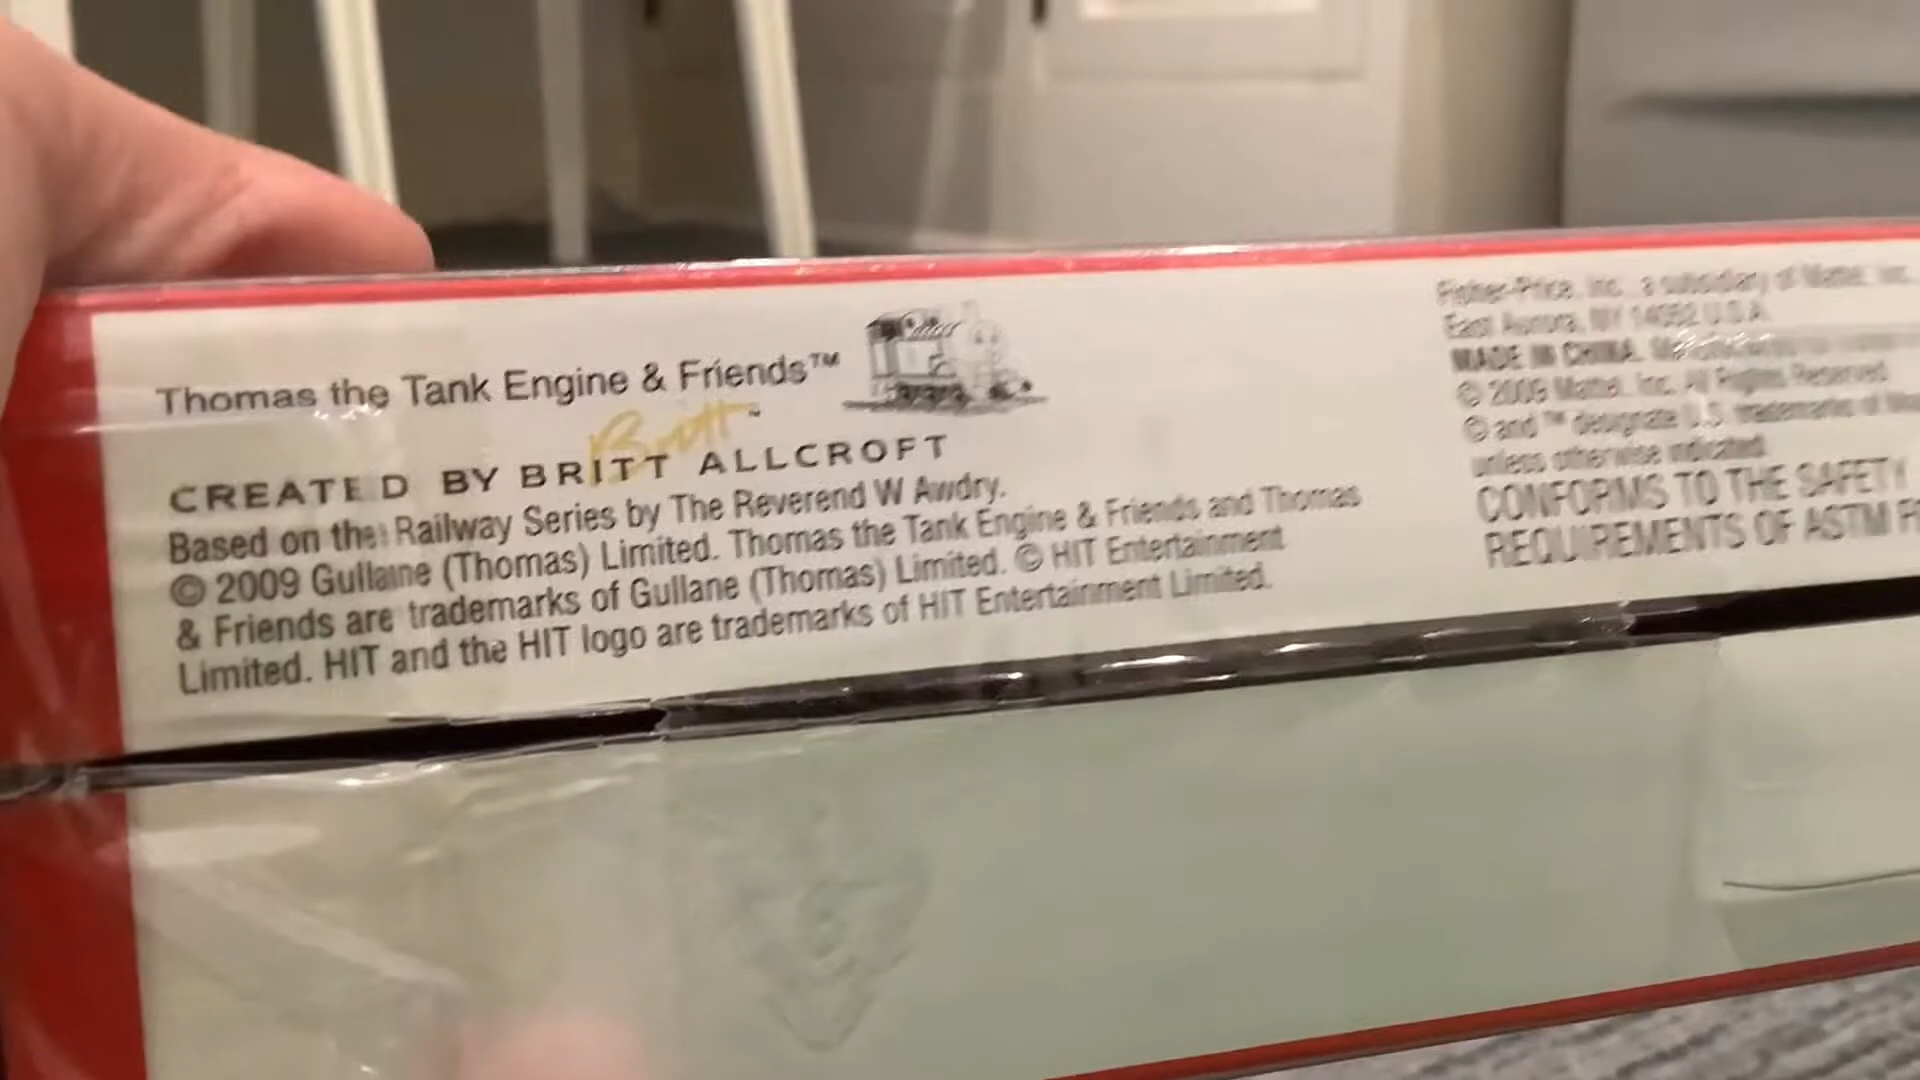 Thomas the Tank Engine & Friends™
Britt™
CREATED BY BRITT ALLCROFT
Based on the Railway Series by The Reverend W Awdry.
© 2009 Gullane (Thomas) Limited. Thomas the Tank Engine & Friends and Thomas
& Friends are trademarks of Gullane (Thomas) Limited. © HIT Entertainment
Limited. HIT and the HIT logo are trademarks of HIT Entertainment Limited.
Fisher-Price, Inc., a subsidiary of Mattel, Inc.,
East Aurora, NY 14052 U.S.A.
MADE IN CHINA.
© 2009 Mattel, Inc. All Rights Reserved.
® and ™ designate U.S. trademarks of
unless otherwise indicated.
CONFORMS TO THE SAFETY
REQUIREMENTS OF ASTM